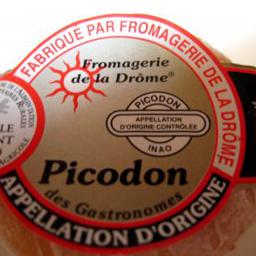 FABRIQUE PAR FROMAGERIE DE LA DRÔME
Fromagerie
de la Drôme®
PICODON
APPELLATION
D'ORIGINE CONTRÔLÉE
INAO
Picodon
des Gastronomes
APPELLATION D'ORIGINE